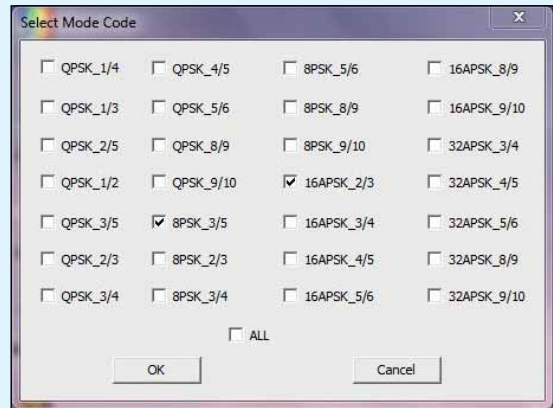 Select Mode Code
QPSK_1/4 QPSK_4/5 8PSK_5/6 16APSK_8/9
QPSK_1/3 QPSK_5/6 8PSK_8/9 16APSK_9/10
QPSK_2/5 QPSK_8/9 8PSK_9/10 32APSK_3/4
QPSK_1/2 QPSK_9/10 16APSK_2/3 32APSK_4/5
QPSK_3/5 8PSK_3/5 16APSK_3/4 32APSK_5/6
QPSK_2/3 8PSK_2/3 16APSK_4/5 32APSK_8/9
QPSK_3/4 8PSK_3/4 16APSK_5/6 32APSK_9/10
ALL
OK Cancel